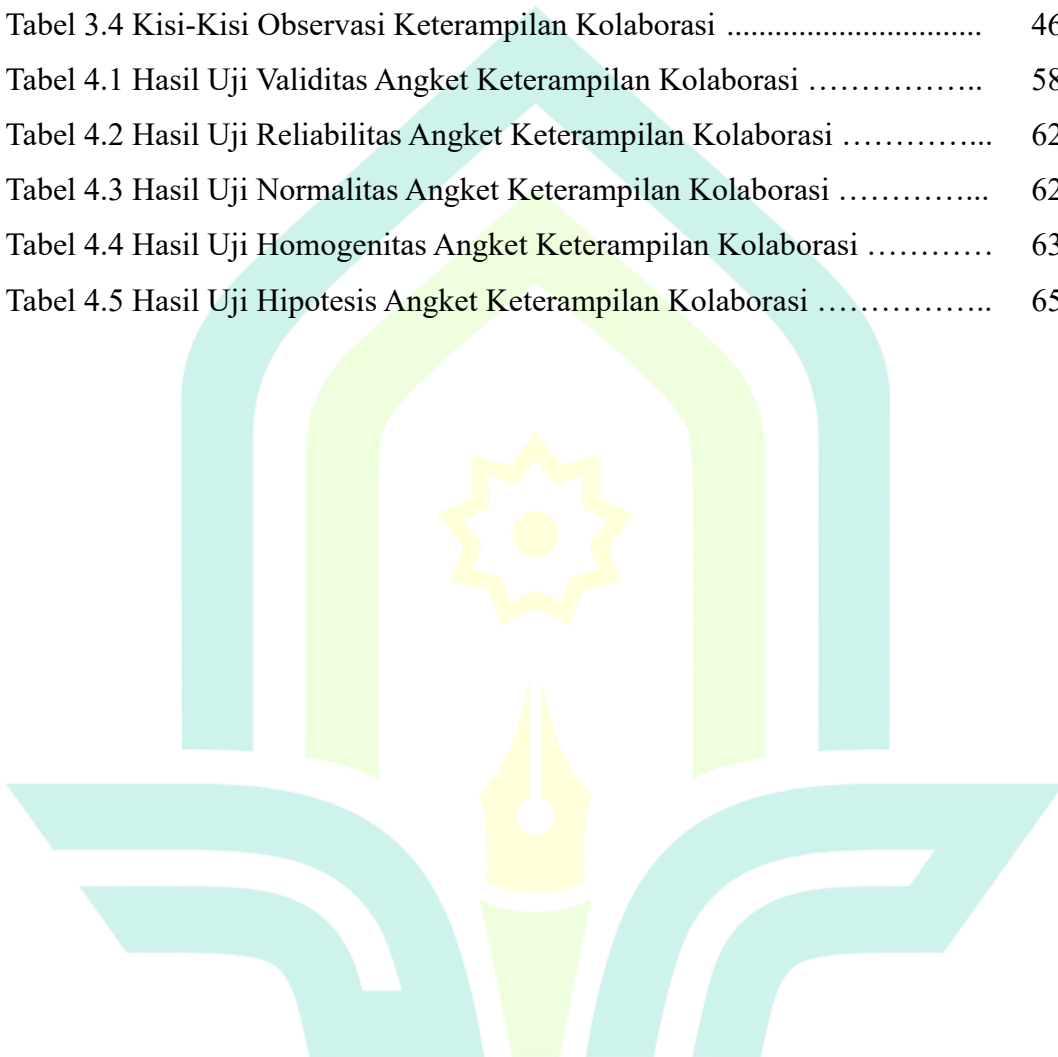 Tabel 3.4 Kisi-Kisi Observasi Keterampilan Kolaborasi ................................ 46
Tabel 4.1 Hasil Uji Validitas Angket Keterampilan Kolaborasi …………….. 58
Tabel 4.2 Hasil Uji Reliabilitas Angket Keterampilan Kolaborasi …………... 62
Tabel 4.3 Hasil Uji Normalitas Angket Keterampilan Kolaborasi …………... 62
Tabel 4.4 Hasil Uji Homogenitas Angket Keterampilan Kolaborasi ………… 63
Tabel 4.5 Hasil Uji Hipotesis Angket Keterampilan Kolaborasi …………….. 65